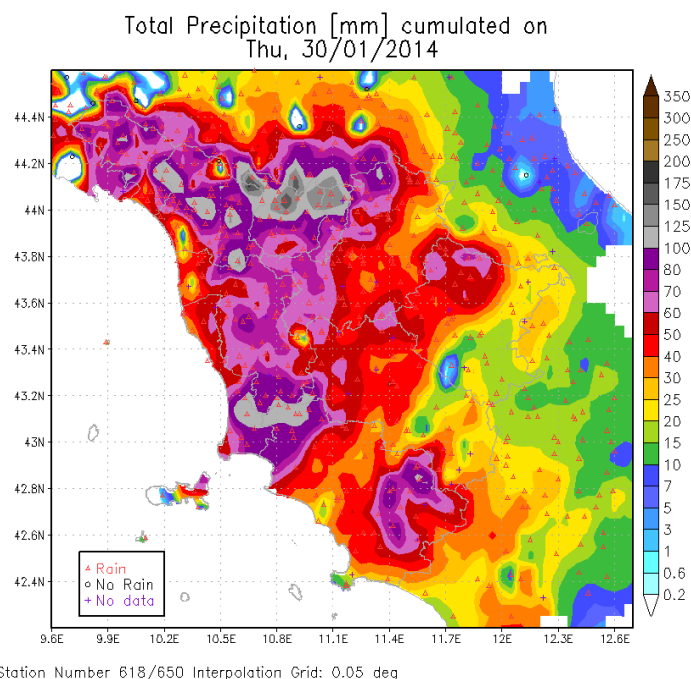 Total Precipitation [mm] cumulated on
Thu, 30/01/2014
44.4N
44.2N
44N
43.8N
43.6N
43.4N
43.2N
43N
42.8N
42.6N
42.4N
9.6E 9.9E 10.2E 10.5E 10.8E 11.1E 11.4E 11.7E 12E 12.3E 12.6E
350
300
250
200
175
150
125
100
80
70
60
50
40
30
25
20
15
10
7
5
3
1
0.6
0.2
Rain
No Rain
No data
Station Number 618/650 Interpolation Grid: 0.05 deg